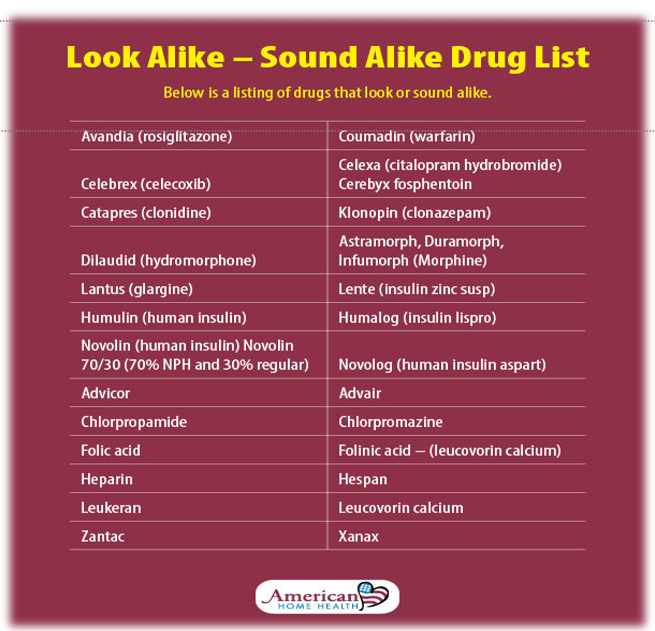 Look Alike – Sound Alike Drug List
Below is a listing of drugs that look or sound alike.
Avandia (rosiglitazone)
Coumadin (warfarin)
Celebrex (celecoxib)
Celexa (citalopram hydrobromide)
Cerebyx fosphentoin
Catapres (clonidine)
Klonopin (clonazepam)
Dilaudid (hydromorphone)
Astramorph, Duramorph,
Infumorph (Morphine)
Lantus (glargine)
Lente (insulin zinc susp)
Humulin (human insulin)
Humalog (insulin lispro)
Novolin (human insulin) Novolin
70/30 (70% NPH and 30% regular)
Novolog (human insulin aspart)
Advicor
Advair
Chlorpropamide
Chlorpromazine
Folic acid
Folinic acid – (leucovorin calcium)
Heparin
Hespan
Leukeran
Leucovorin calcium
Zantac
Xanax
American
HOME HEALTH